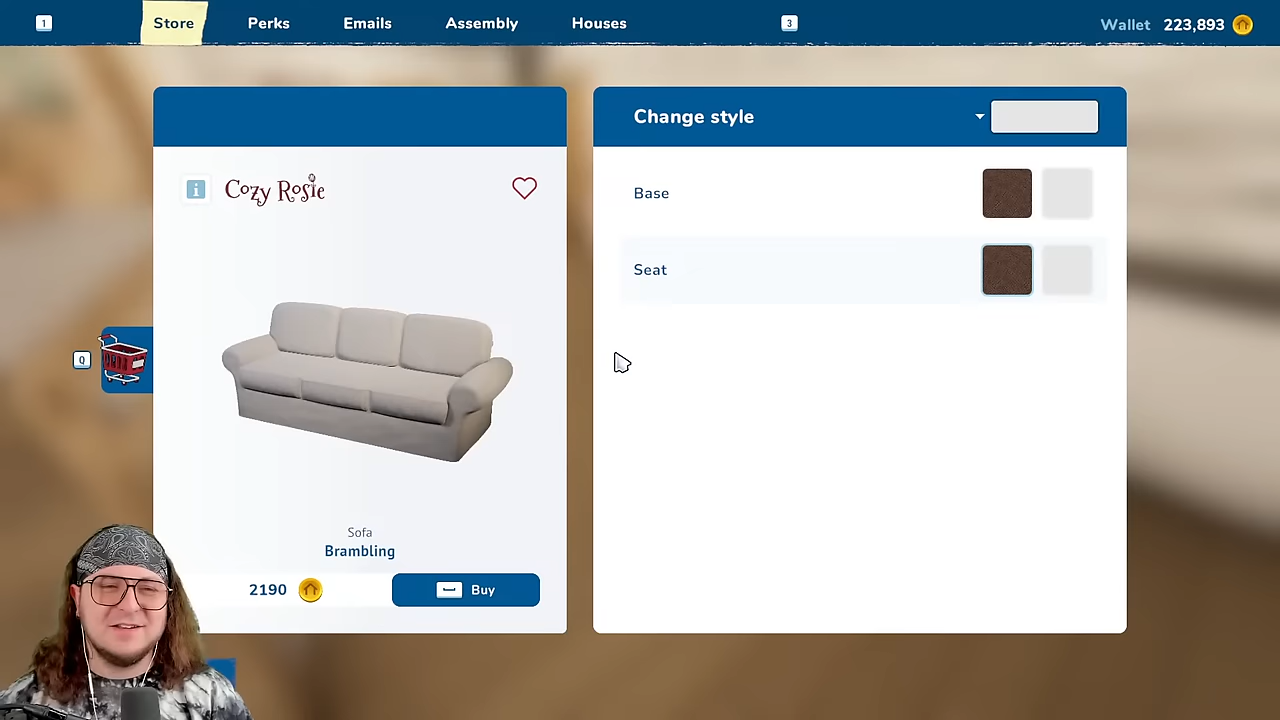 1
Store
Perks
Emails
Assembly
Houses
3
Wallet 223,893
Cozy Rosie
Change style
Base
Seat
Q
Sofa
Brambling
2190
Buy